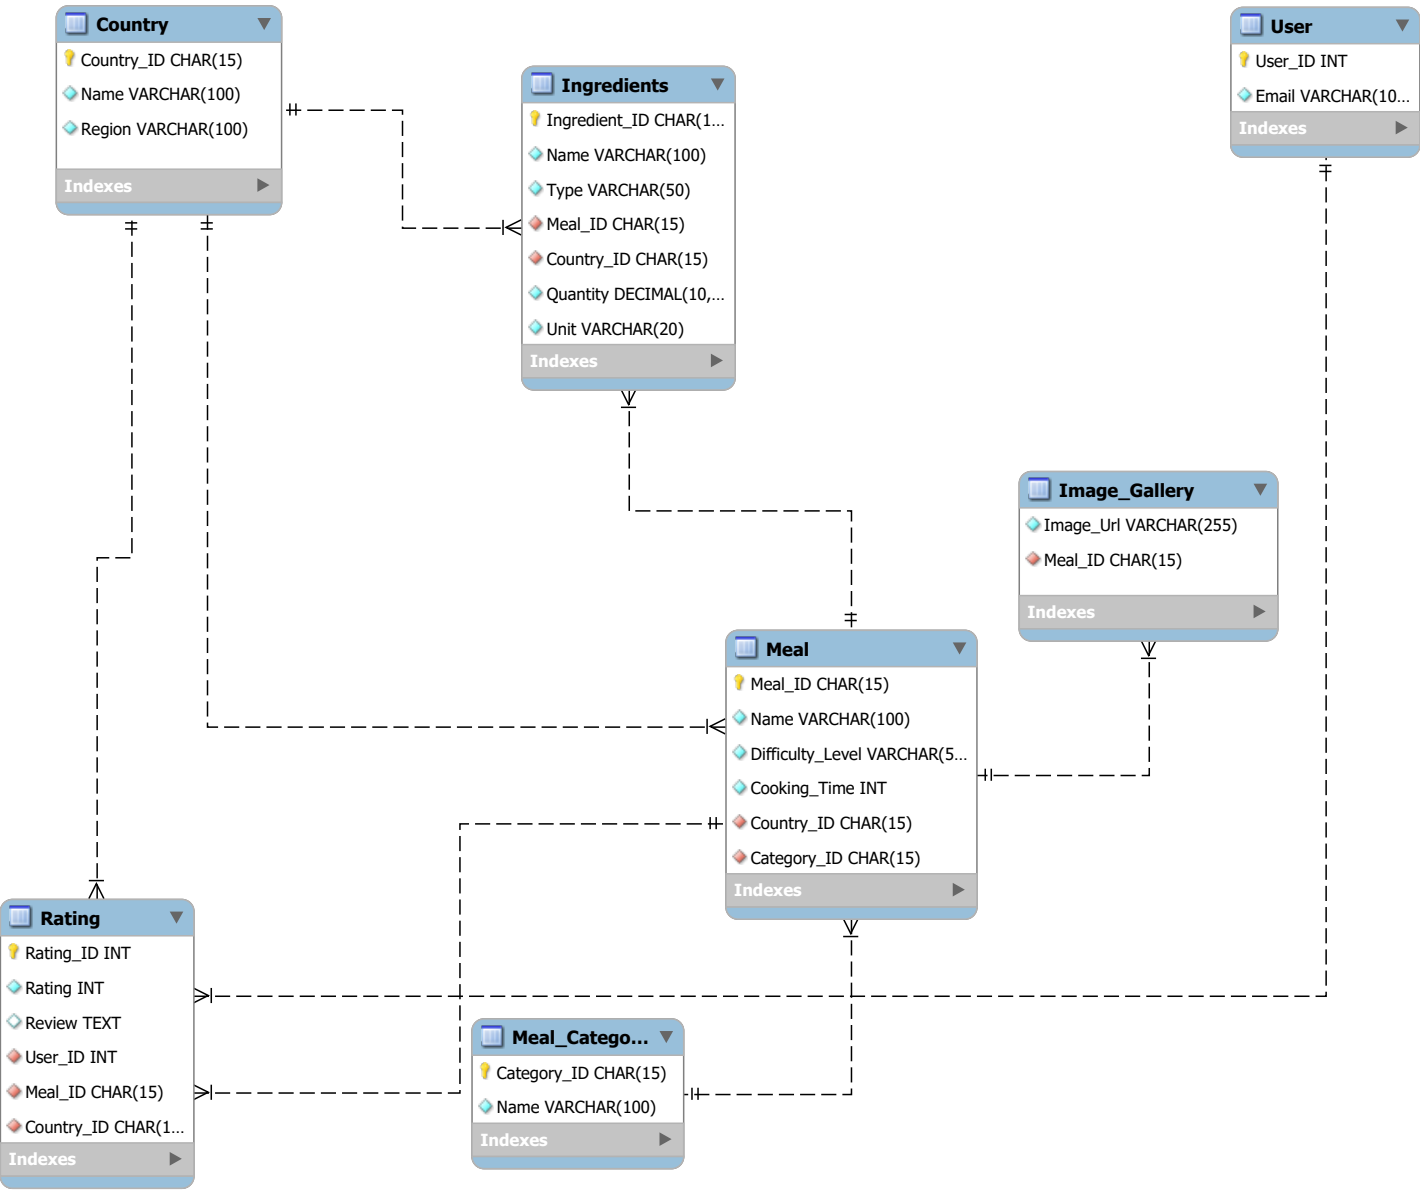 Country
Country_ID CHAR(15)
Name VARCHAR(100)
Region VARCHAR(100)
Indexes
Ingredients
Ingredient_ID CHAR(1...
Name VARCHAR(100)
Type VARCHAR(50)
Meal_ID CHAR(15)
Country_ID CHAR(15)
Quantity DECIMAL(10,...
Unit VARCHAR(20)
Indexes
User
User_ID INT
Email VARCHAR(10...
Indexes
Image_Gallery
Image_Url VARCHAR(255)
Meal_ID CHAR(15)
Indexes
Meal
Meal_ID CHAR(15)
Name VARCHAR(100)
Difficulty_Level VARCHAR(5...
Cooking_Time INT
Country_ID CHAR(15)
Category_ID CHAR(15)
Indexes
Rating
Rating_ID INT
Rating INT
Review TEXT
User_ID INT
Meal_ID CHAR(15)
Country_ID CHAR(1...
Indexes
Meal_Catego...
Category_ID CHAR(15)
Name VARCHAR(100)
Indexes